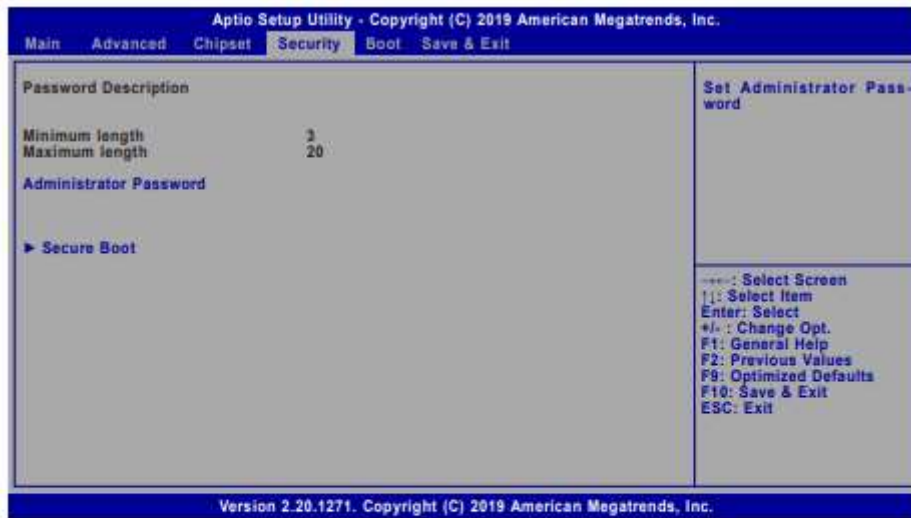 Aptio Setup Utility - Copyright (C) 2019 American Megatrends, Inc.
Main Advanced Chipset Security Boot Save & Exit
Password Description
Minimum length 3
Maximum length 20
Administrator Password
► Secure Boot
Set Administrator Pass-
word
→←: Select Screen
↑↓: Select Item
Enter: Select
+/- : Change Opt.
F1: General Help
F2: Previous Values
F9: Optimized Defaults
F10: Save & Exit
ESC: Exit
Version 2.20.1271. Copyright (C) 2019 American Megatrends, Inc.